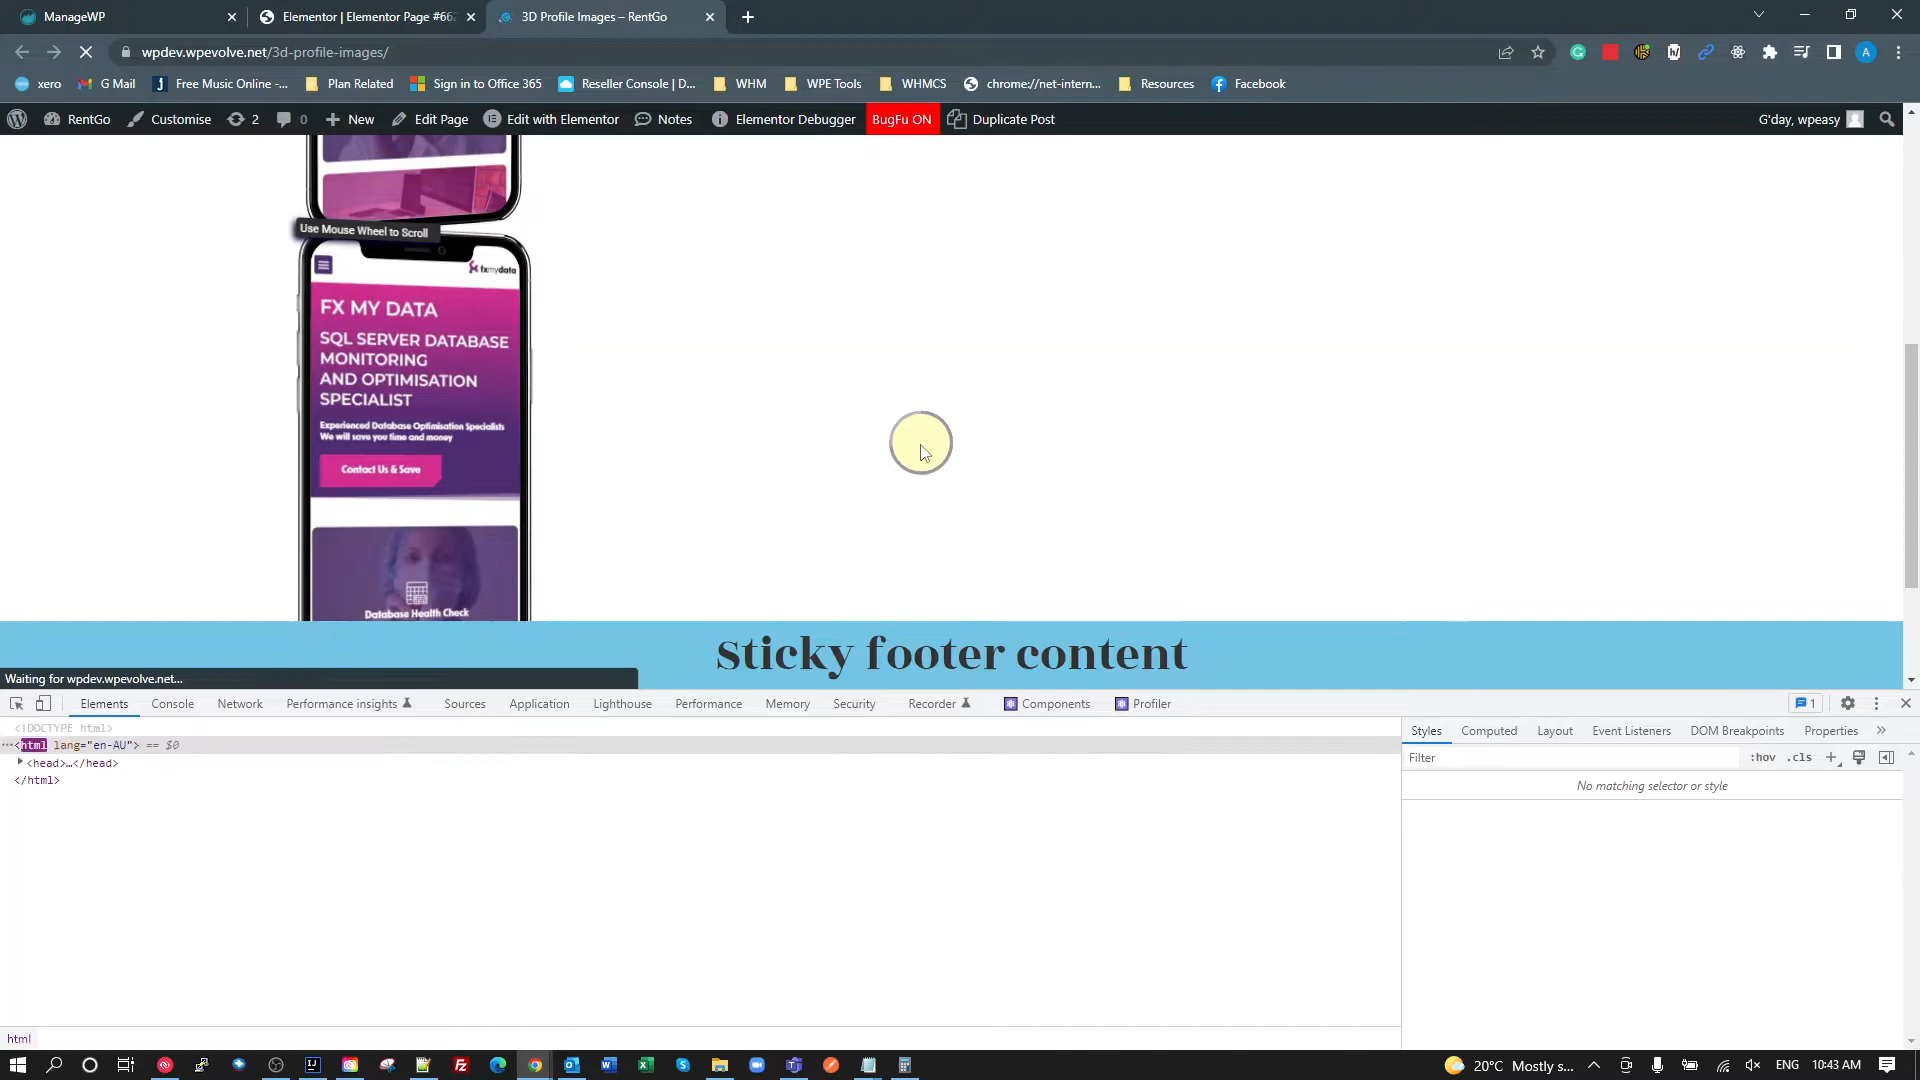 ManageWP
Elementor | Elementor Page #662
3D Profile Images – RentGo
wpdev.wpevolve.net/3d-profile-images/
xero
G Mail
Free Music Online -...
Plan Related
Sign in to Office 365
Reseller Console | D...
WHM
WPE Tools
WHMCS
chrome://net-intern...
Resources
Facebook
RentGo
Customise
2
0
New
Edit Page
Edit with Elementor
Notes
Elementor Debugger
BugFu ON
Duplicate Post
G'day, wpeasy
Use Mouse Wheel to Scroll
fxmydata
FX MY DATA
SQL SERVER DATABASE
MONITORING
AND OPTIMISATION
SPECIALIST
Experienced Database Optimisation Specialists
We will save you time and money
Contact Us & Save
Database Health Check
Sticky footer content
Waiting for wpdev.wpevolve.net...
Elements
Console
Network
Performance insights
Sources
Application
Lighthouse
Performance
Memory
Security
Recorder
Components
Profiler
1
<!DOCTYPE html>
<html lang="en-AU"> == $0
<head>…</head>
</html>
Styles
Computed
Layout
Event Listeners
DOM Breakpoints
Properties
Filter
:hov
.cls
No matching selector or style
html
20°C Mostly s...
ENG
10:43 AM